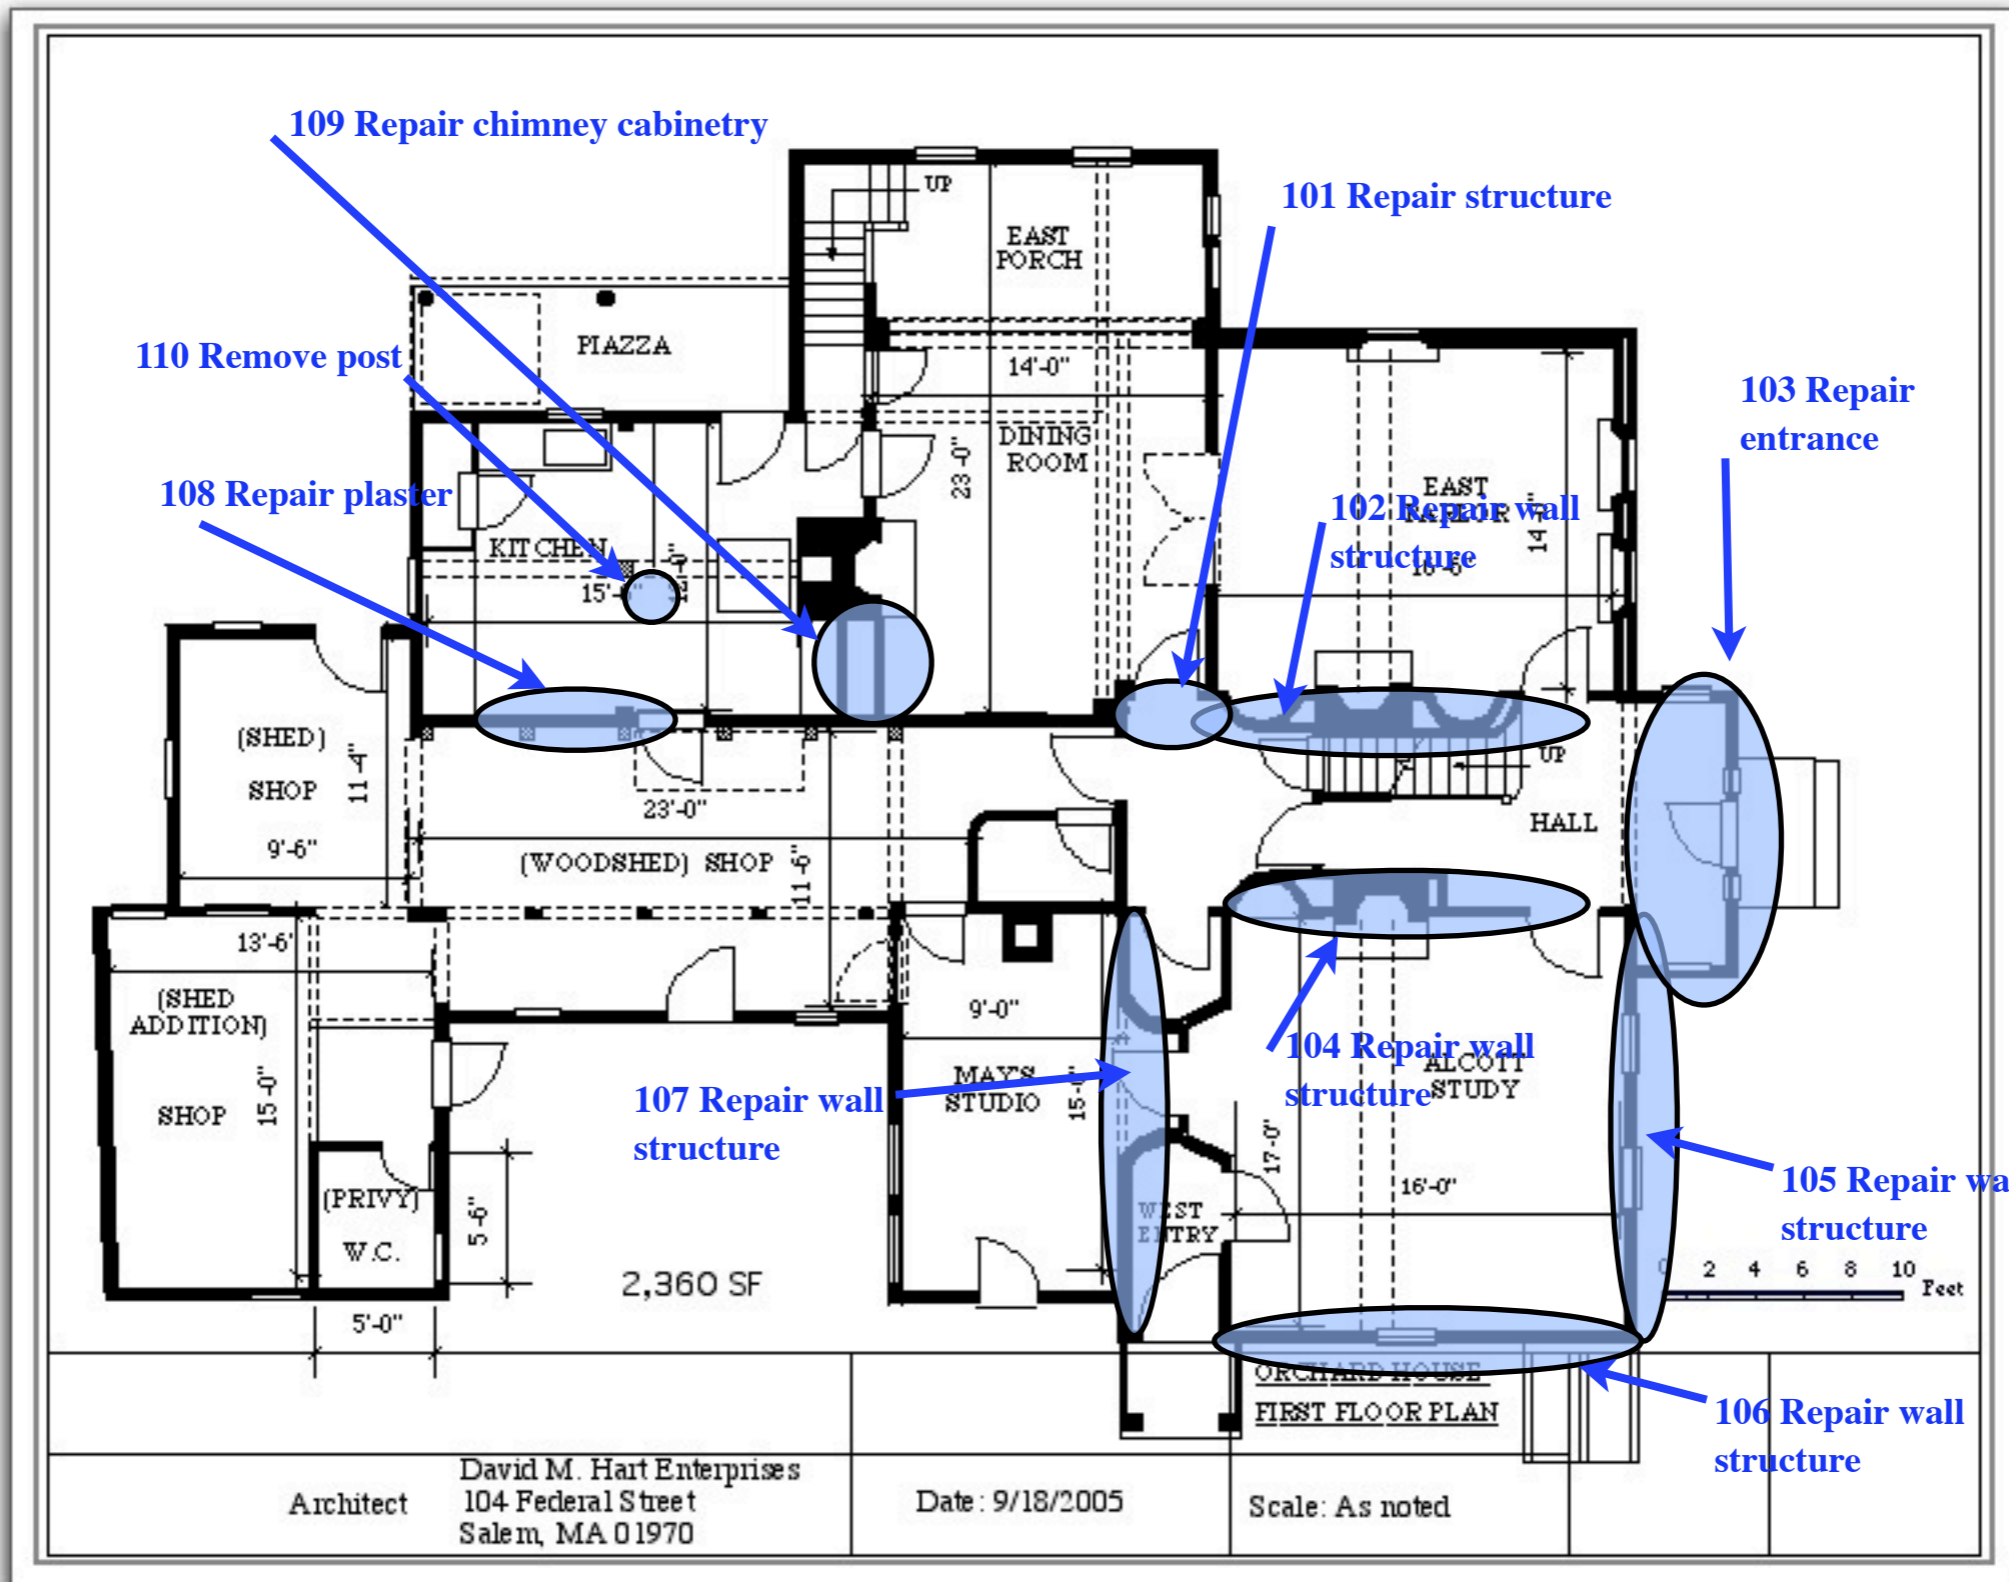 109 Repair chimney cabinetry
UP
101 Repair structure
EAST
PORCH
PIAZZA
110 Remove post
14'-0"
103 Repair
entrance
DINING
ROOM
23'-0"
108 Repair plaster
EAST
102 Repair wall
structure
14'-
16'-6"
KITCHEN
15'-
(SHED)
SHOP
11'-4"
9'-6"
UP
HALL
23'-0"
(WOODSHED) SHOP
11'-6"
13'-6'
(SHED
ADDITION)
SHOP
15'-0"
9'-0"
MAY'S
STUDIO
15'-
104 Repair wall
structure
ALCOTT
STUDY
107 Repair wall
structure
17'-0"
16'-0"
105 Repair wa
structure
(PRIVY)
W.C.
5'-6"
WEST
ENTRY
2,360 SF
0 2 4 6 8 10
Feet
5'-0"
ORCHARD HOUSE
FIRST FLOOR PLAN
106 Repair wall
structure
Architect
David M. Hart Enterprises
104 Federal Street
Salem, MA 01970
Date: 9/18/2005
Scale: As noted